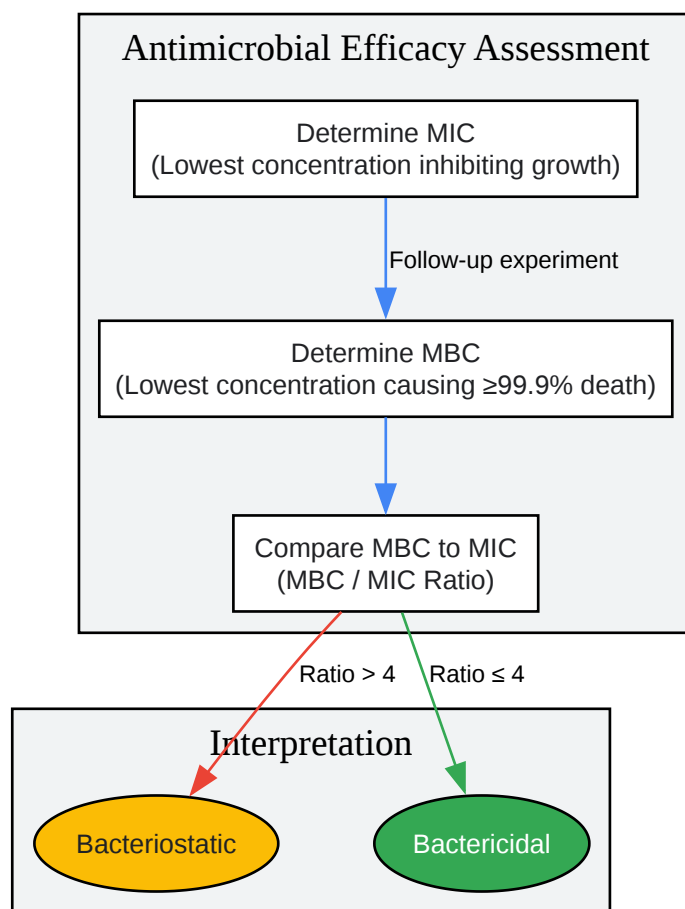 Antimicrobial Efficacy Assessment
Determine MIC
(Lowest concentration inhibiting growth)
Follow-up experiment
Determine MBC
(Lowest concentration causing ≥99.9% death)
Compare MBC to MIC
(MBC / MIC Ratio)
Ratio > 4
Ratio ≤ 4
Interpretation
Bacteriostatic
Bactericidal